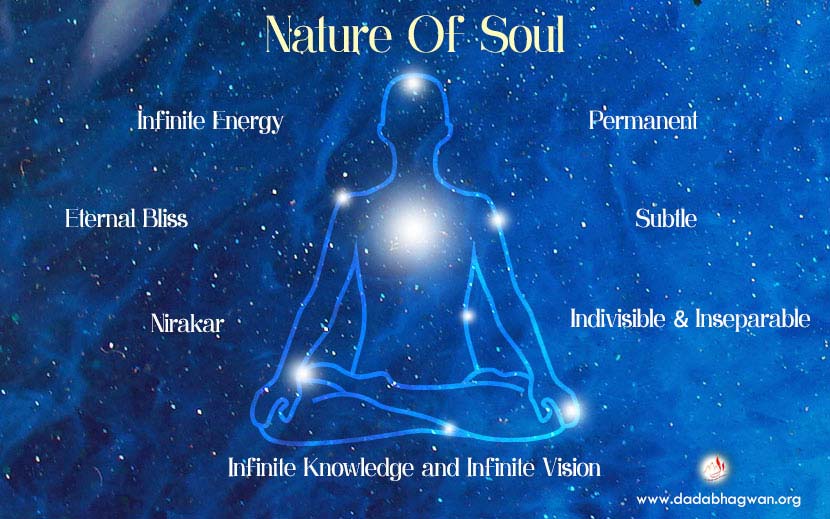 Nature Of Soul
Infinite Energy
Permanent
Eternal Bliss
Subtle
Nirakar
Indivisible & Inseparable
Infinite Knowledge and Infinite Vision
www.dadabhagwan.org